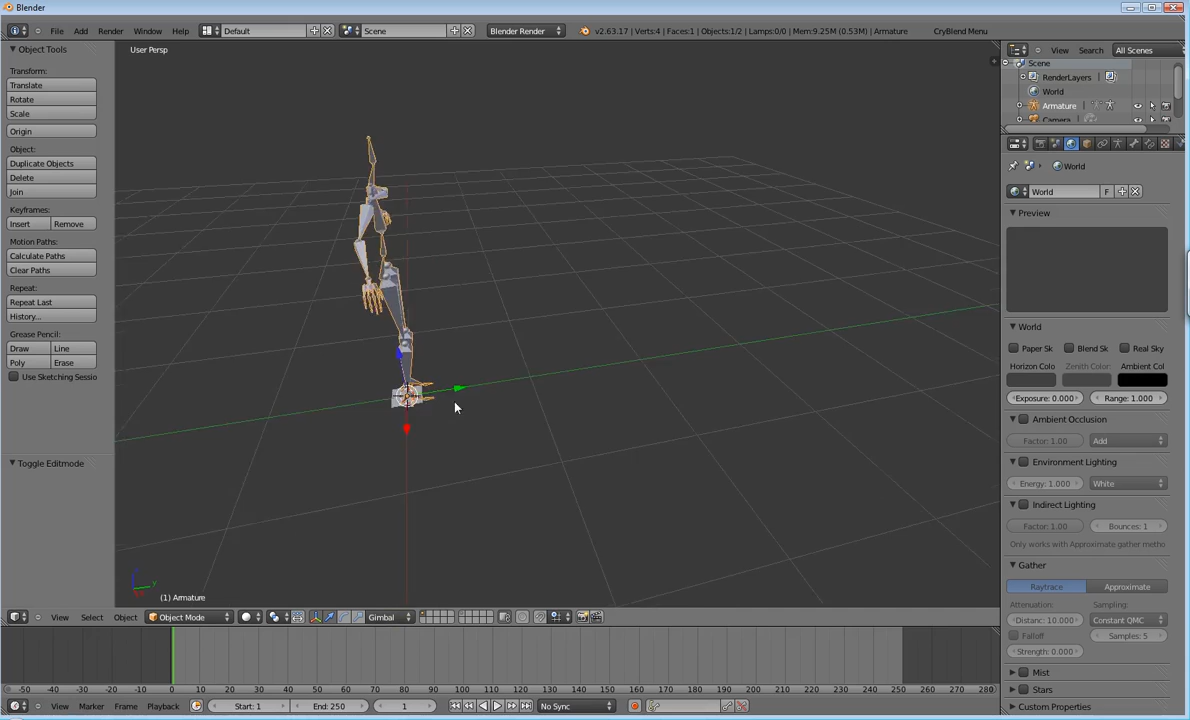 Blender
File Add Render Window Help Default Scene Blender Render v2.63.17 | Verts:4 | Faces:1 | Objects:1/2 | Lamps:0/0 | Mem:9.25M (0.53M) | Armature CryBlend Menu
Object Tools
Transform:
Translate
Rotate
Scale
Origin
Object:
Duplicate Objects
Delete
Join
Keyframes:
Insert Remove
Motion Paths:
Calculate Paths
Clear Paths
Repeat:
Repeat Last
History...
Grease Pencil:
Draw Line
Poly Erase
Use Sketching Sessio
Toggle Editmode
User Persp
(1) Armature
View Select Object Object Mode Gimbal
-50 -40 -30 -20 -10 0 10 20 30 40 50 60 70 80 90 100 110 120 130 140 150 160 170 180 190 200 210 220 230 240 250 260 270 280
View Marker Frame Playback Start: 1 End: 250 1 No Sync
View Search All Scenes
Scene
RenderLayers
World
Armature
Camera
World
World F
Preview
World
Paper Sk Blend Sk Real Sky
Horizon Colo Zenith Color Ambient Col
Exposure: 0.000 Range: 1.000
Ambient Occlusion
Factor: 1.00 Add
Environment Lighting
Energy: 1.000 White
Indirect Lighting
Factor: 1.00 Bounces: 1
Only works with Approximate gather metho
Gather
Raytrace Approximate
Attenuation: Sampling:
Distanc: 10.000 Constant QMC
Falloff Samples: 5
Strength: 0.000
Mist
Stars
Custom Properties